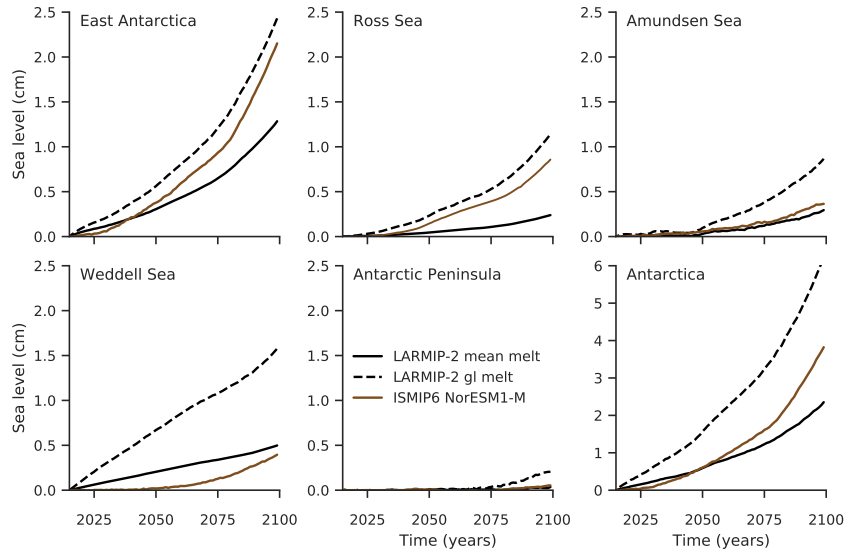 East Antarctica
Ross Sea
Amundsen Sea
2.5
2.0
1.5
1.0
0.5
0.0
Sea level (cm)
2025 2050 2075 2100
2.5
2.0
1.5
1.0
0.5
0.0
2.5
2.0
1.5
1.0
0.5
0.0
Weddell Sea
Antarctic Peninsula
Antarctica
2.5
2.0
1.5
1.0
0.5
0.0
Sea level (cm)
2.5
2.0
1.5
1.0
0.5
0.0
LARMIP-2 mean melt
LARMIP-2 gl melt
ISMIP6 NorESM1-M
2025 2050 2075 2100
Time (years)
6
5
4
3
2
1
0
2025 2050 2075 2100
Time (years)